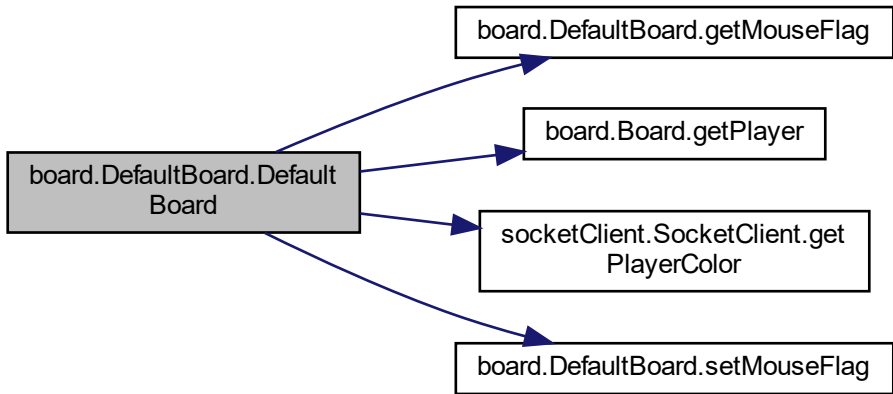 board.DefaultBoard.getMouseFlag
board.Board.getPlayer
board.DefaultBoard.Default
Board
socketClient.SocketClient.get
PlayerColor
board.DefaultBoard.setMouseFlag